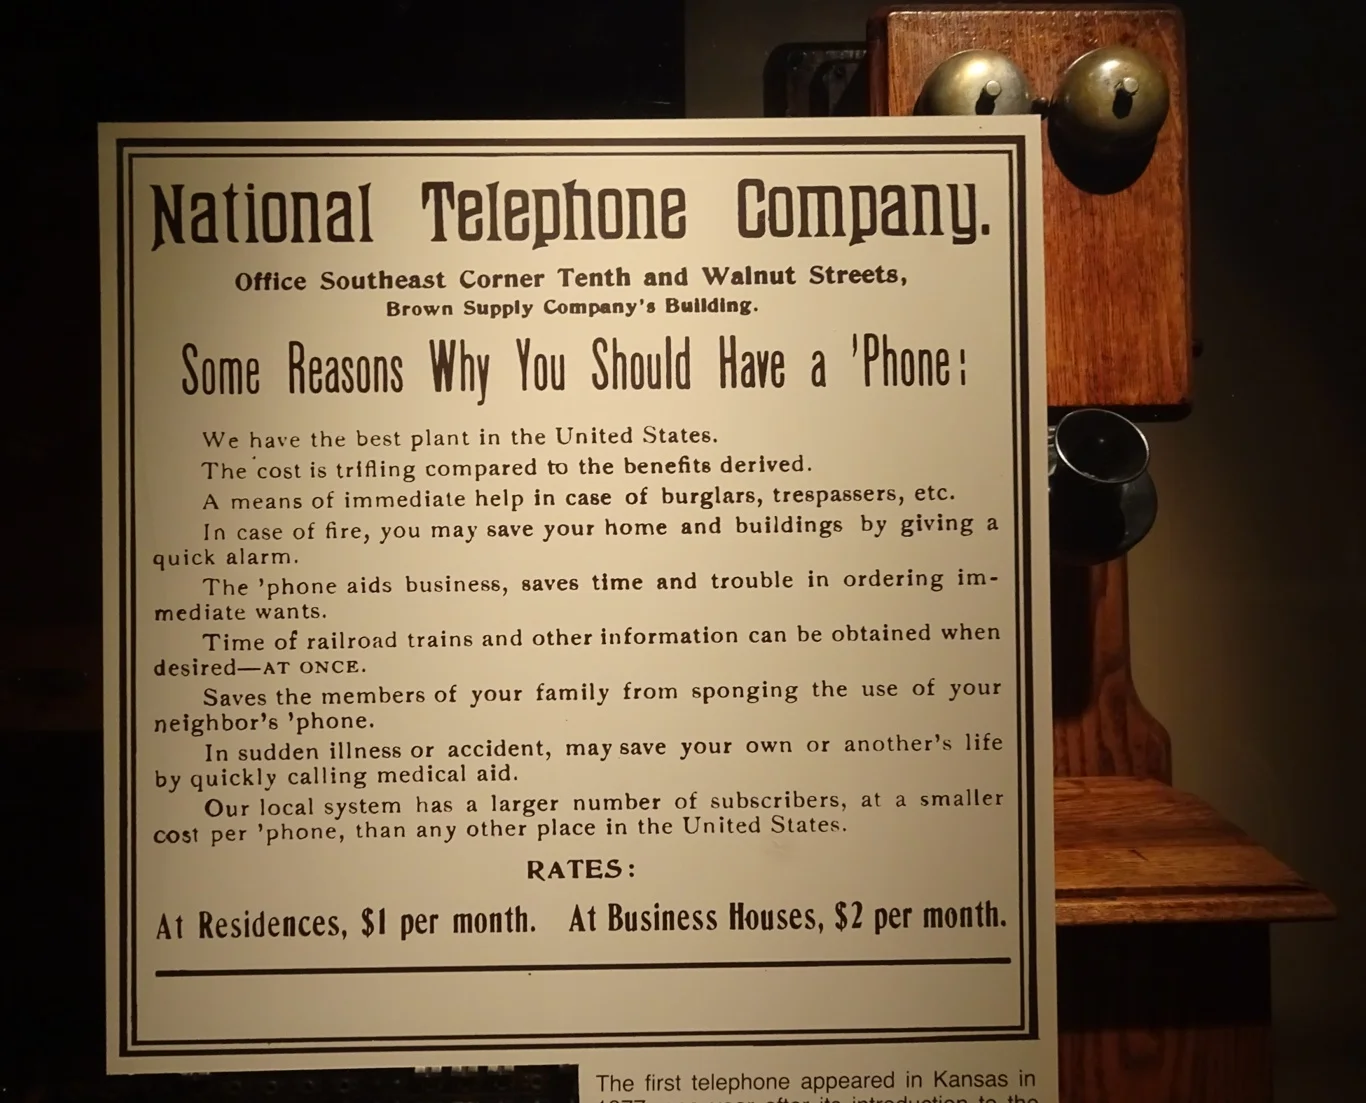 National Telephone Company.
Office Southeast Corner Tenth and Walnut Streets,
Brown Supply Company's Building.
Some Reasons Why You Should Have a 'Phone:
We have the best plant in the United States.
The cost is trifling compared to the benefits derived.
A means of immediate help in case of burglars, trespassers, etc.
In case of fire, you may save your home and buildings by giving a
quick alarm.
The 'phone aids business, saves time and trouble in ordering im-
mediate wants.
Time of railroad trains and other information can be obtained when
desired—AT ONCE.
Saves the members of your family from sponging the use of your
neighbor's 'phone.
In sudden illness or accident, may save your own or another's life
by quickly calling medical aid.
Our local system has a larger number of subscribers, at a smaller
cost per 'phone, than any other place in the United States.
RATES:
At Residences, $1 per month. At Business Houses, $2 per month.
The first telephone appeared in Kansas in
after its introduction to the